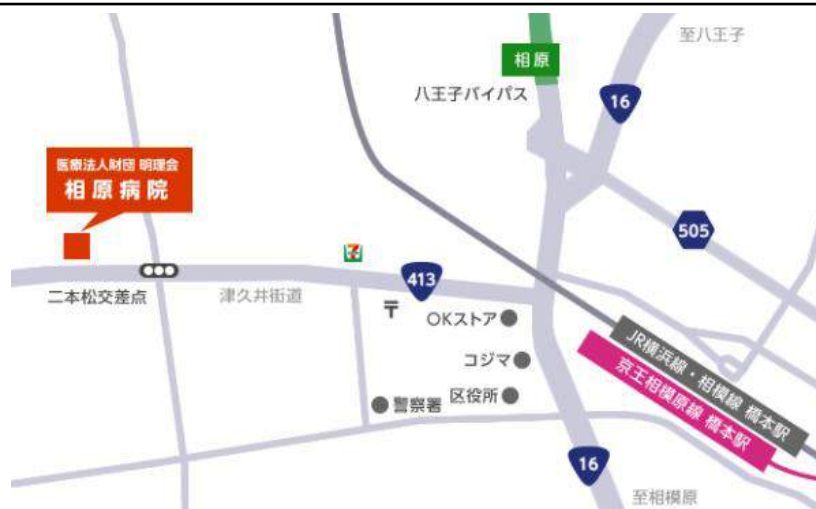 至八王子
相原
八王子バイパス
16
医療法人財団 明理会
相原病院
505
7
413
二本松交差点
津久井街道
〒
OKストア
JR横浜線・相模線 橋本駅
コジマ
京王相模原線 橋本駅
区役所
警察署
16
至相模原